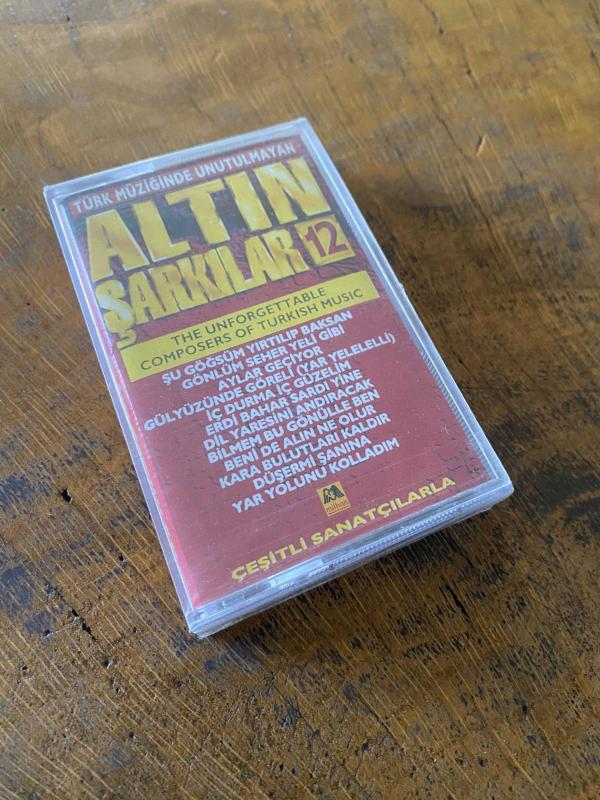 TÜRK MÜZİĞİNDE UNUTULMAYAN
ALTIN
ŞARKILAR 12
THE UNFORGETTABLE
COMPOSERS OF TURKISH MUSIC
ŞU GÖĞSÜM YIRTILIP BAKSAN
GÖNLÜM SEHER YELİ GİBİ
AYLAR GEÇİYOR
GÜLYÜZÜNDE GÖRELİ (YAR YELELELLİ)
İÇ DURMA İÇ GÜZELİM
ERDİ BAHAR SARDI YİNE
DİL YARESİNİ ANDIRACAK
BİLMEM BU GÖNÜLLE BEN
BENİ DE ALIN NE OLUR
KARA BULUTLARI KALDIR
DÜŞERMİ ŞANINA
YAR YOLUNU KOLLADIM
ÇEŞİTLİ SANATÇILARLA